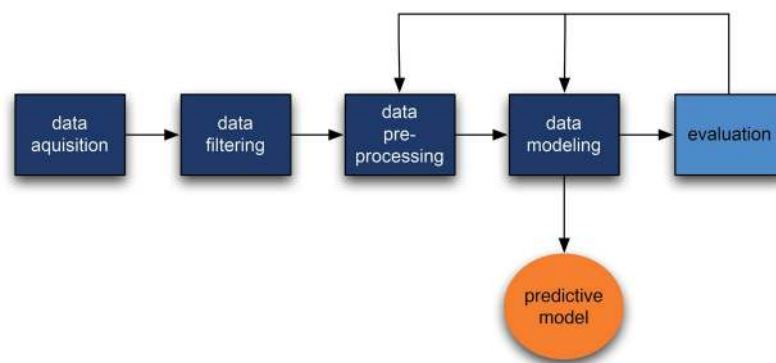 data
aquisition
data
filtering
data
pre-
processing
data
modeling
evaluation
predictive
model